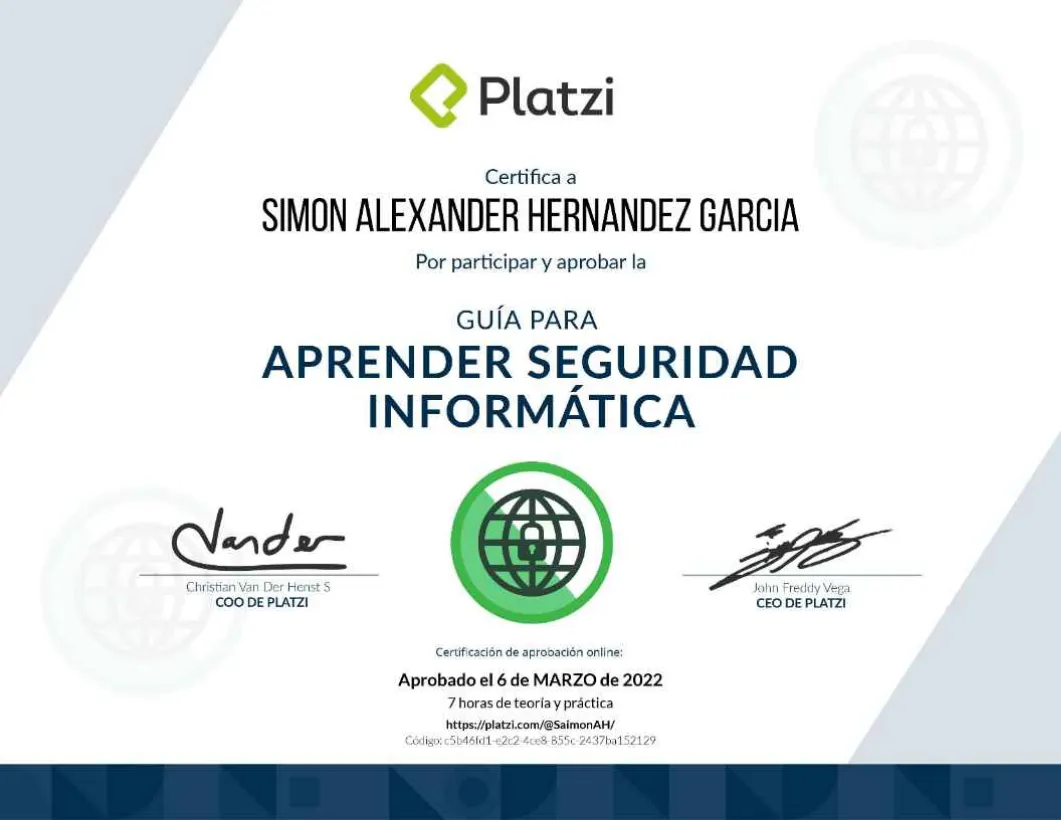 Platzi
Certifica a
SIMON ALEXANDER HERNANDEZ GARCIA
Por participar y aprobar la
GUÍA PARA
APRENDER SEGURIDAD
INFORMÁTICA
Vander
Christian Van Der Henst S
COO DE PLATZI
John Freddy Vega
CEO DE PLATZI
Certificación de aprobación online:
Aprobado el 6 de MARZO de 2022
7 horas de teoría y práctica
https://platzi.com/@SaimonAH/
Código: c5b46fd1-e2c2-4ce8-855c-2437ba152129